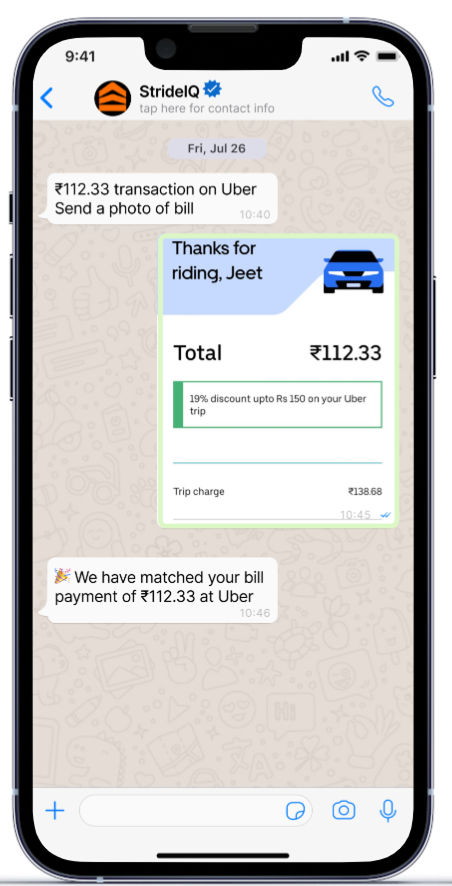 9:41
StrideIQ
tap here for contact info
Fri, Jul 26
₹112.33 transaction on Uber
Send a photo of bill
10:40
Thanks for
riding, Jeet
Total ₹112.33
19% discount upto Rs 150 on your Uber
trip
Trip charge ₹138.68
10:45
🎉 We have matched your bill
payment of ₹112.33 at Uber
10:46
Hi